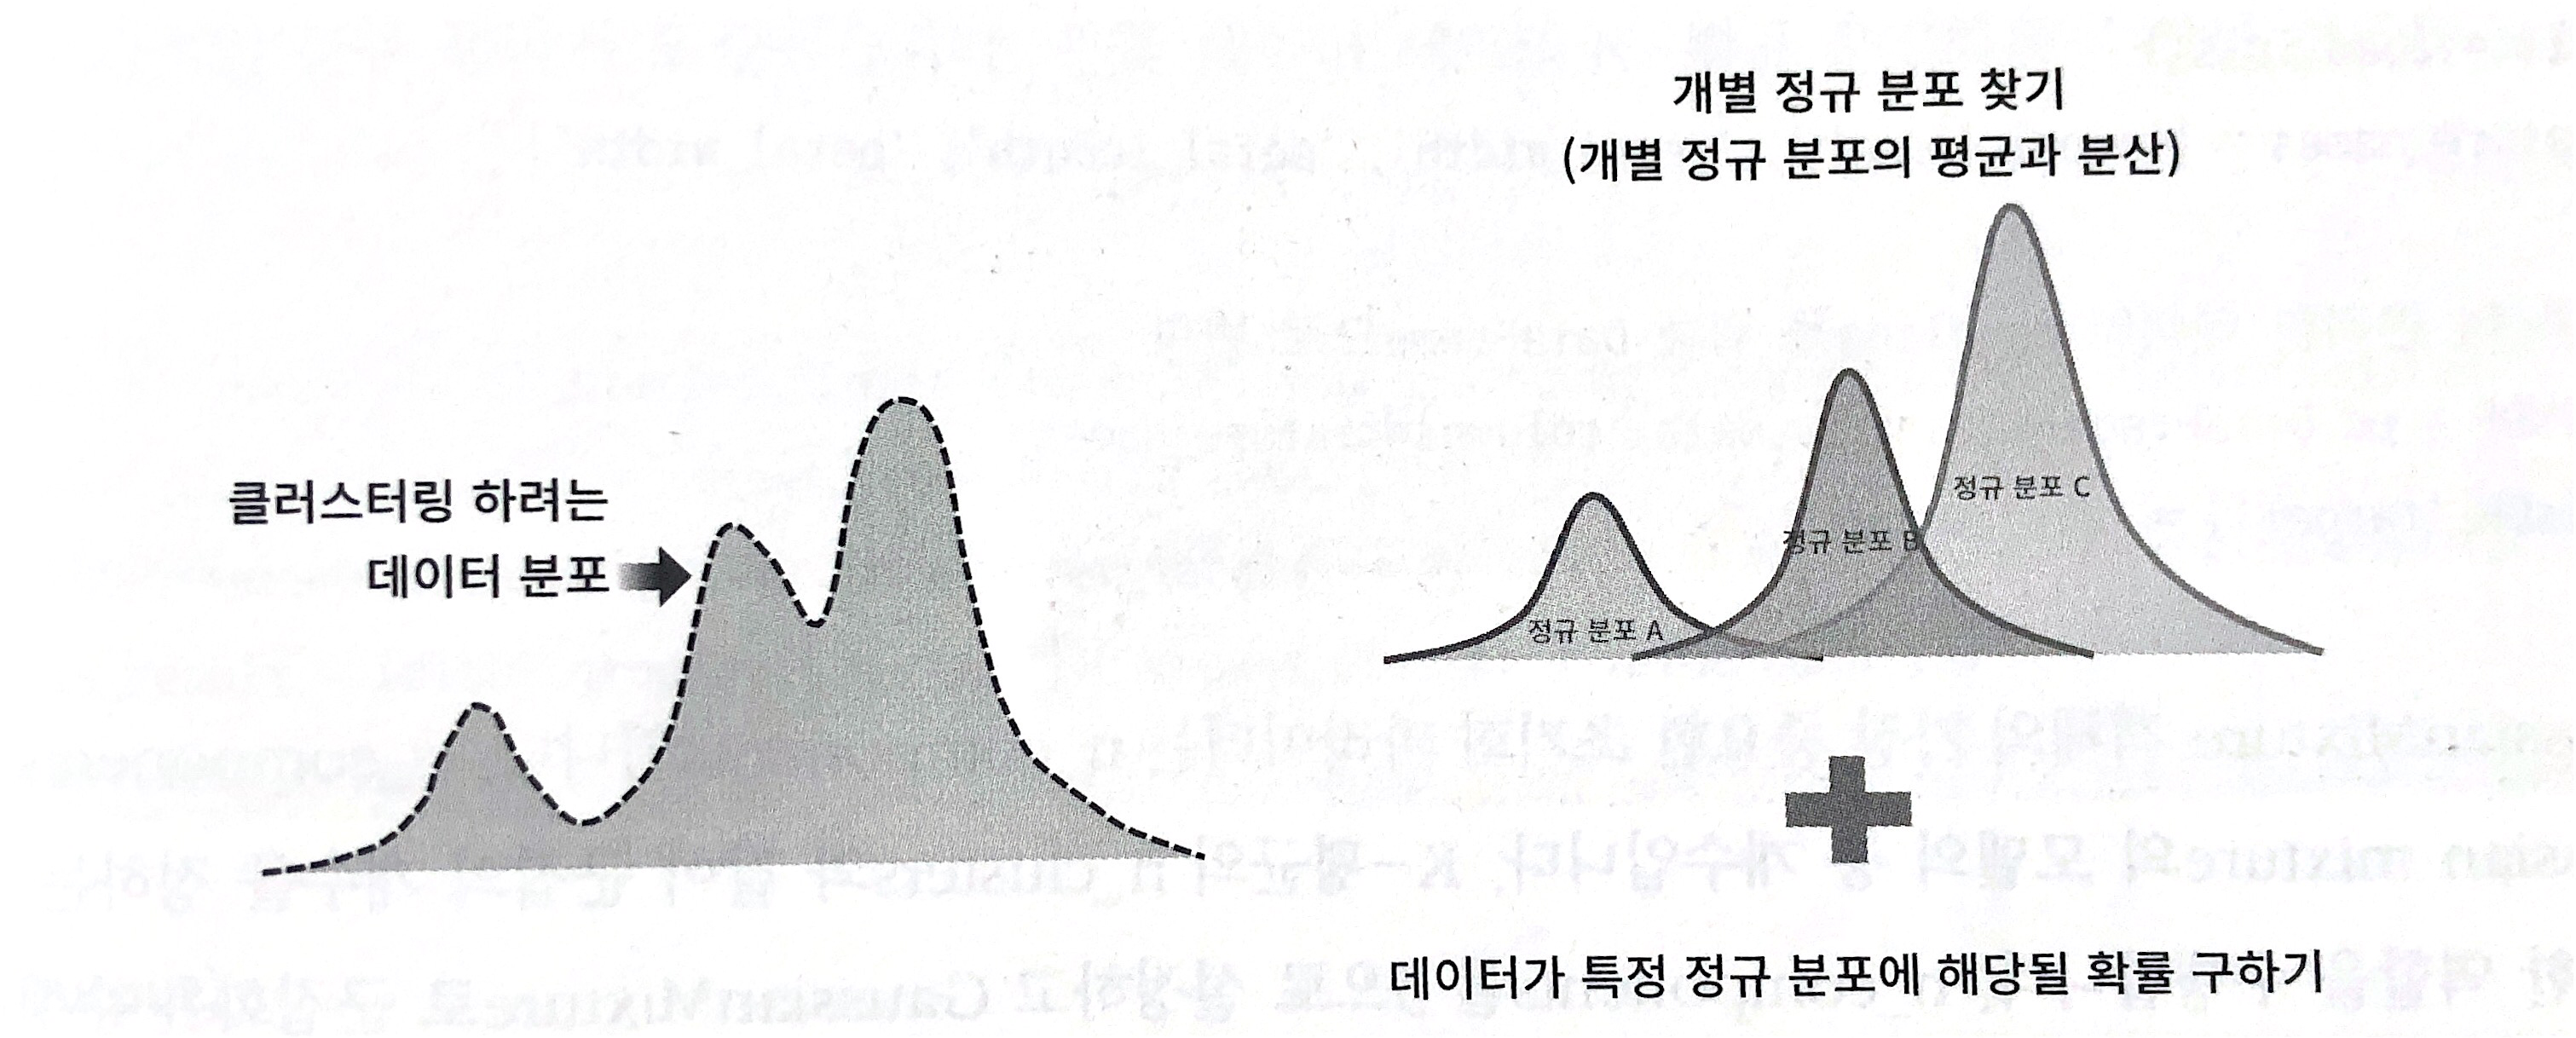 개별 정규 분포 찾기
(개별 정규 분포의 평균과 분산)
클러스터링 하려는
데이터 분포
정규 분포 C
정규 분포 B
정규 분포 A
데이터가 특정 정규 분포에 해당될 확률 구하기